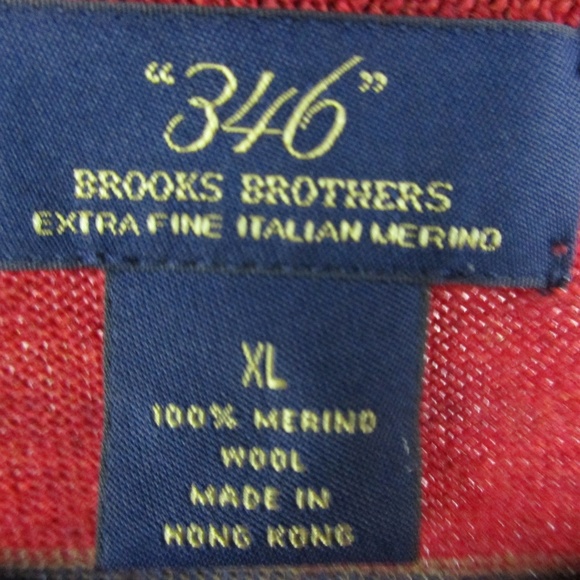 “346”
BROOKS BROTHERS
EXTRA FINE ITALIAN MERINO
XL
100% MERINO
WOOL
MADE IN
HONG KONG